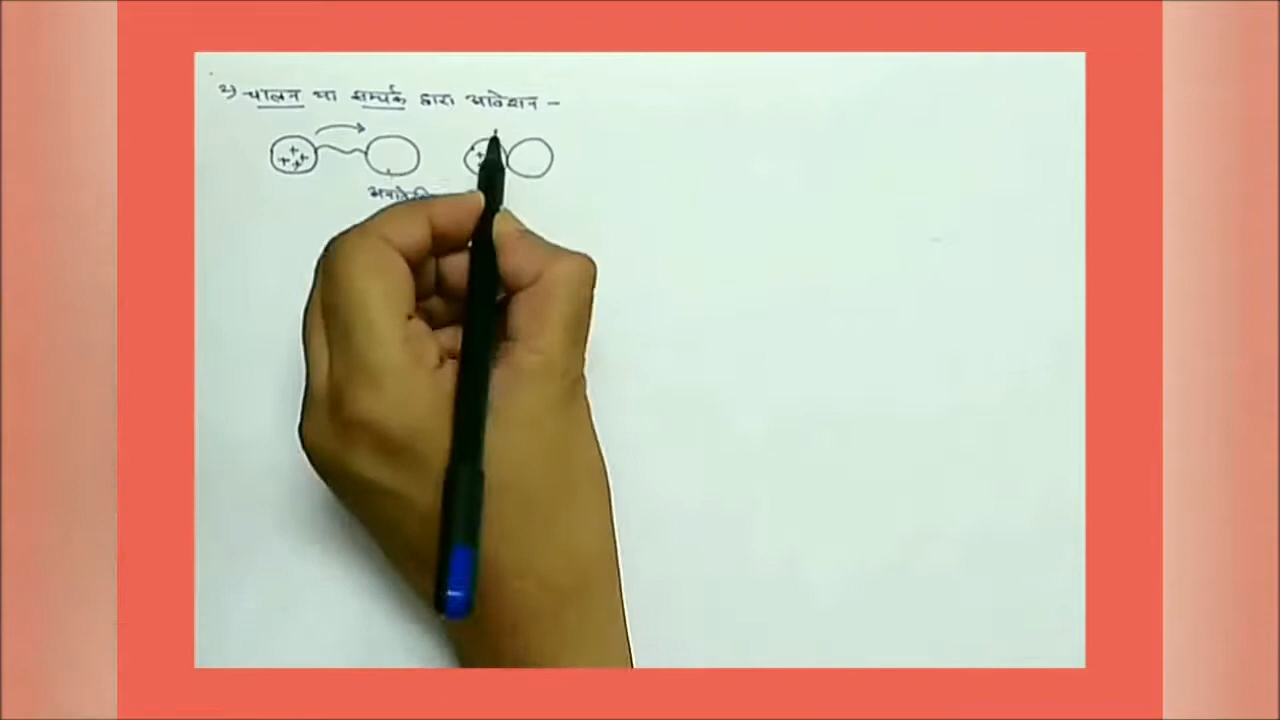 2) चालन या सम्पर्क द्वारा आवेशन -
+ + + + +